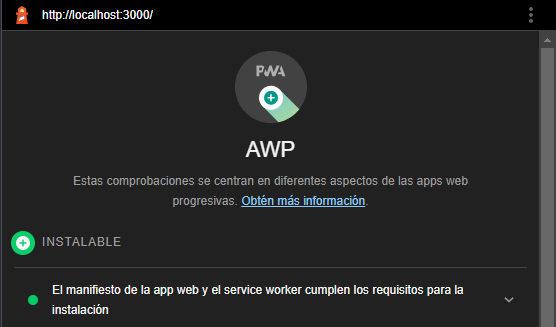 http://localhost:3000/
PWA
AWP
Estas comprobaciones se centran en diferentes aspectos de las apps web
progresivas. Obtén más información.
INSTALABLE
El manifiesto de la app web y el service worker cumplen los requisitos para la
instalación